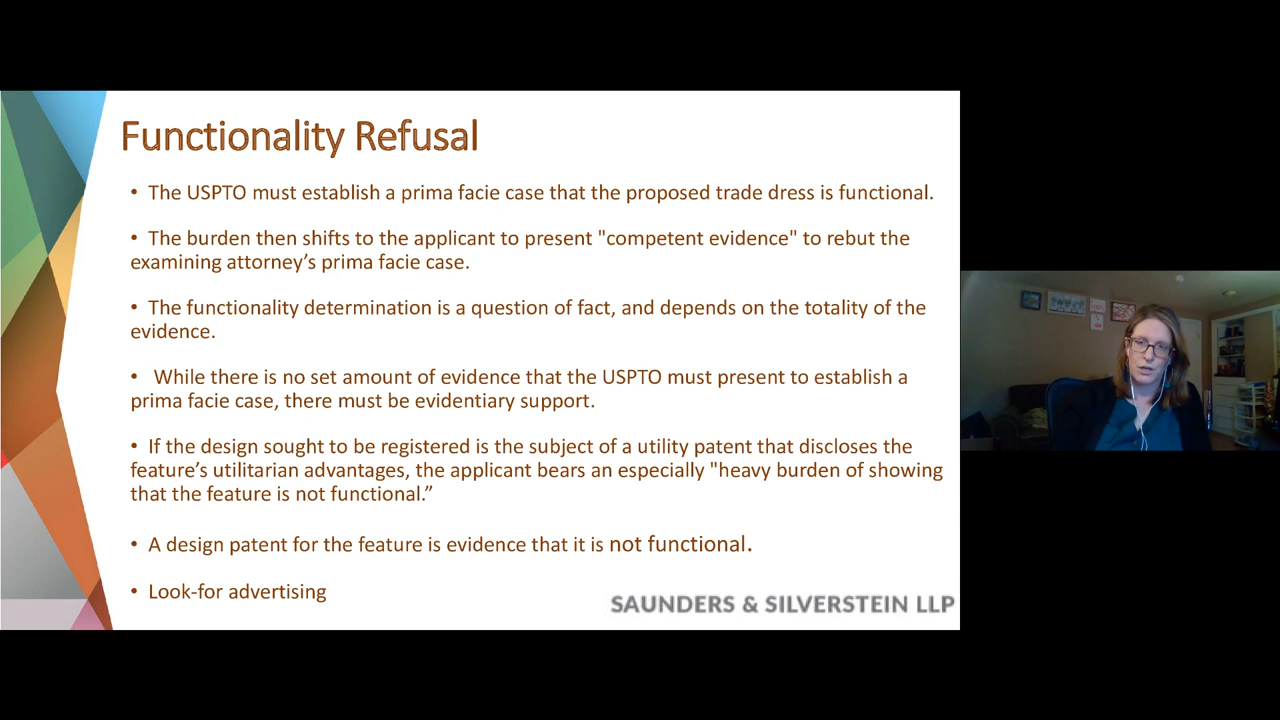 Functionality Refusal
• The USPTO must establish a prima facie case that the proposed trade dress is functional.
• The burden then shifts to the applicant to present "competent evidence" to rebut the
examining attorney’s prima facie case.
• The functionality determination is a question of fact, and depends on the totality of the
evidence.
• While there is no set amount of evidence that the USPTO must present to establish a
prima facie case, there must be evidentiary support.
• If the design sought to be registered is the subject of a utility patent that discloses the
feature’s utilitarian advantages, the applicant bears an especially "heavy burden of showing
that the feature is not functional.”
• A design patent for the feature is evidence that it is not functional.
• Look-for advertising
SAUNDERS & SILVERSTEIN LLP